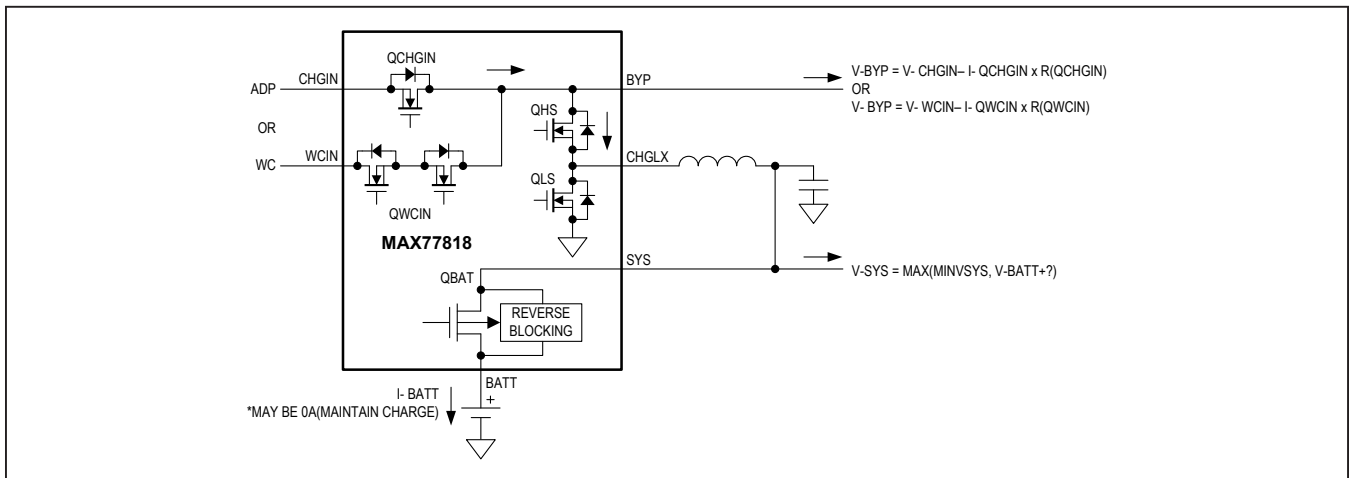 QCHGIN
CHGIN
BYP
ADP
V-BYP = V- CHGIN– I- QCHGIN x R(QCHGIN)
OR
V- BYP = V- WCIN– I- QWCIN x R(QWCIN)
OR
QHS
WCIN
WC
CHGLX
QLS
QWCIN
MAX77818
SYS
QBAT
V-SYS = MAX(MINVSYS, V-BATT+?)
REVERSE
BLOCKING
BATT
I- BATT
+
*MAY BE 0A(MAINTAIN CHARGE)